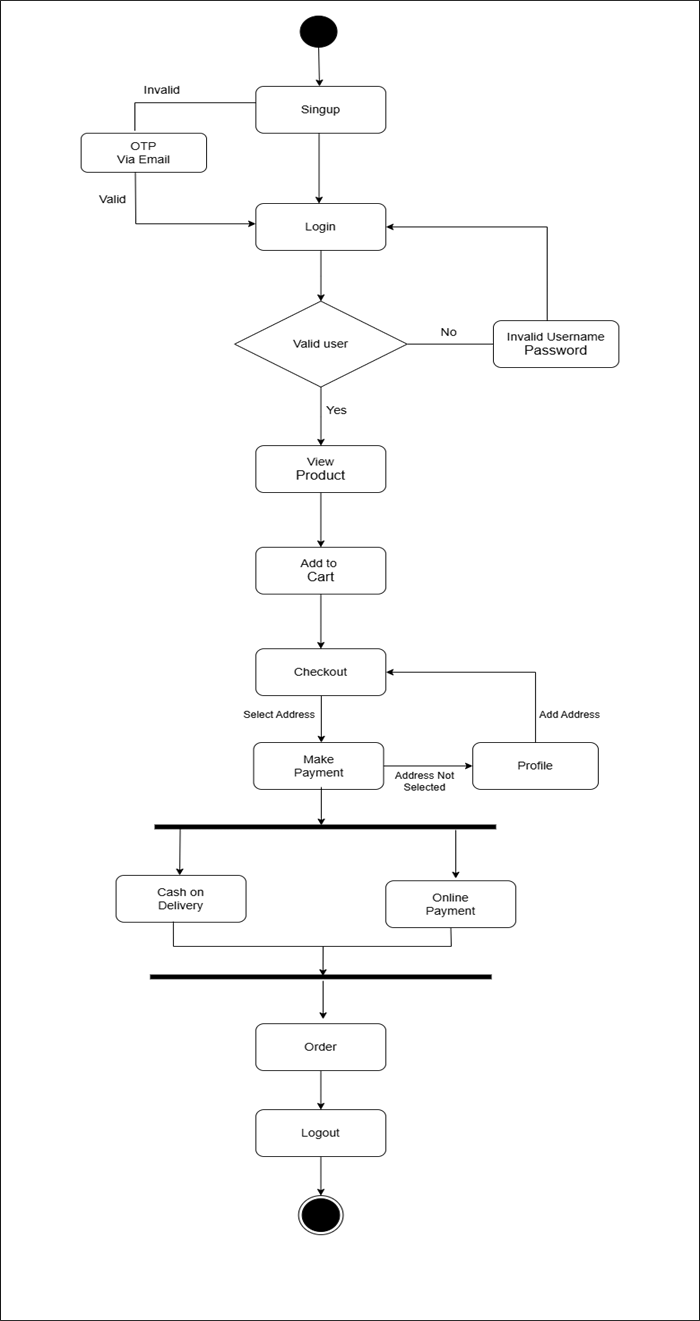 Invalid
Singup
OTP
Via Email
Valid
Login
Valid user
No
Invalid Username
Password
Yes
View
Product
Add to
Cart
Checkout
Select Address
Add Address
Make
Payment
Address Not
Selected
Profile
Cash on
Delivery
Online
Payment
Order
Logout